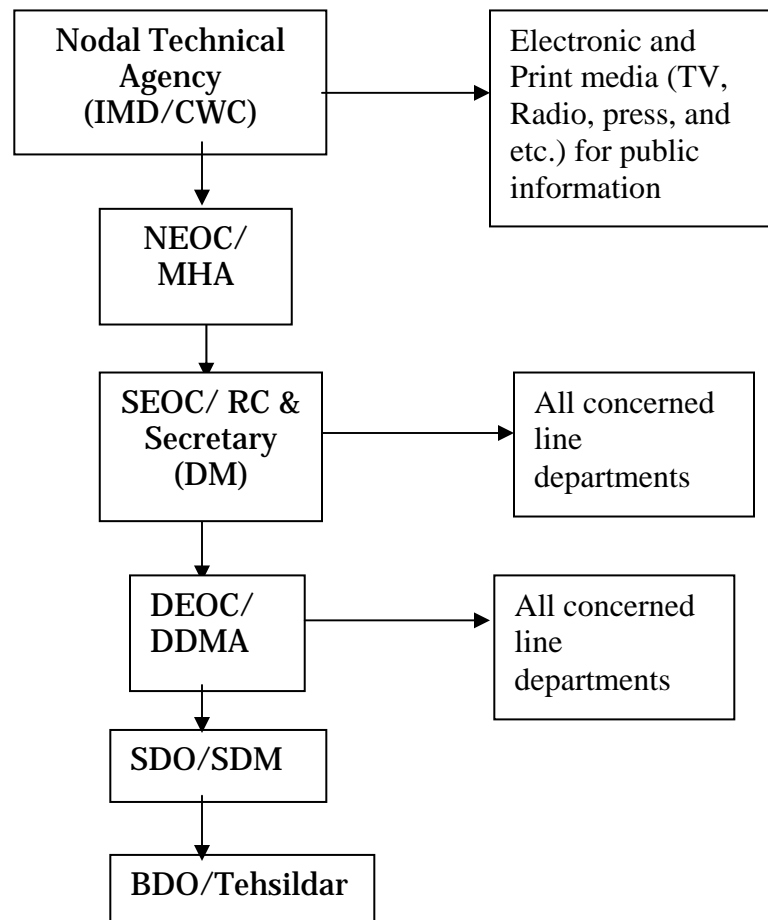 Nodal Technical
Agency
(IMD/CWC)
Electronic and
Print media (TV,
Radio, press, and
etc.) for public
information
NEOC/
MHA
SEOC/ RC &
Secretary
(DM)
All concerned
line
departments
DEOC/
DDMA
All concerned
line
departments
SDO/SDM
BDO/Tehsildar